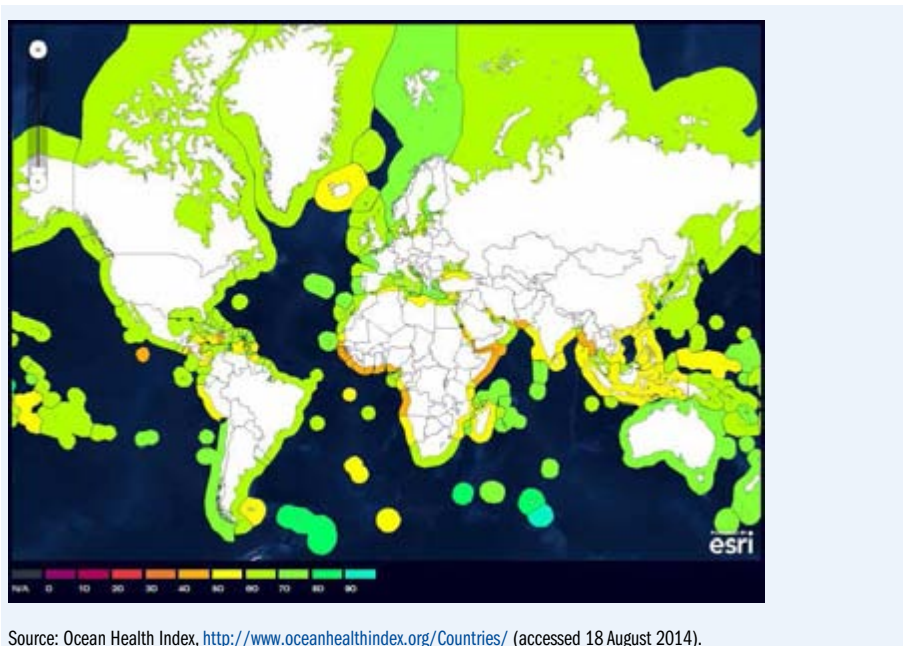 esri
N/A 0 10 20 30 40 50 60 70 80 90
Source: Ocean Health Index, http://www.oceanhealthindex.org/Countries/ (accessed 18 August 2014).